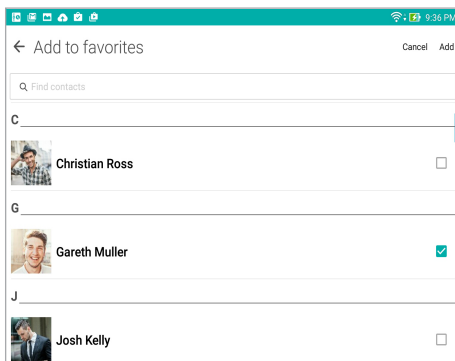 9:36 PM
Add to favorites
Cancel Add
Find contacts
C
Christian Ross
G
Gareth Muller
J
Josh Kelly